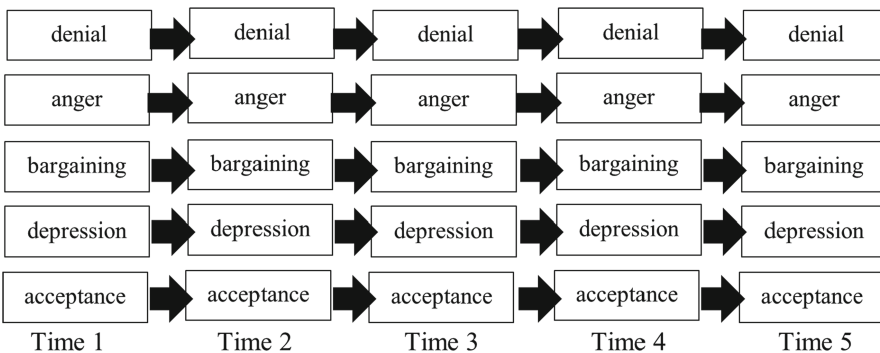 denial denial denial denial denial
anger anger anger anger anger
bargaining bargaining bargaining bargaining bargaining
depression depression depression depression depression
acceptance acceptance acceptance acceptance acceptance
Time 1 Time 2 Time 3 Time 4 Time 5